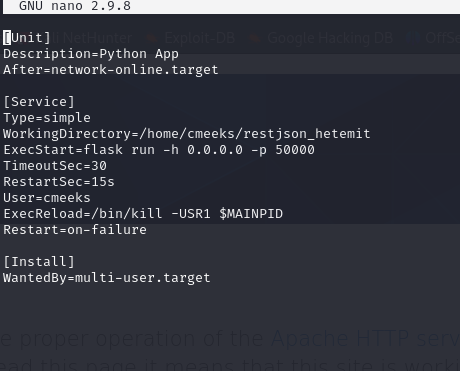 GNU nano 2.9.8
NetHunter Exploit-DB Google Hacking DB OffSe
[Unit]
Description=Python App
After=network-online.target
[Service]
Type=simple
WorkingDirectory=/home/cmeeks/restjson_hetemit
ExecStart=flask run -h 0.0.0.0 -p 50000
TimeoutSec=30
RestartSec=15s
User=cmeeks
ExecReload=/bin/kill -USR1 $MAINPID
Restart=on-failure
[Install]
WantedBy=multi-user.target
e proper operation of the Apache HTTP serv
ead this page it means that this site is work